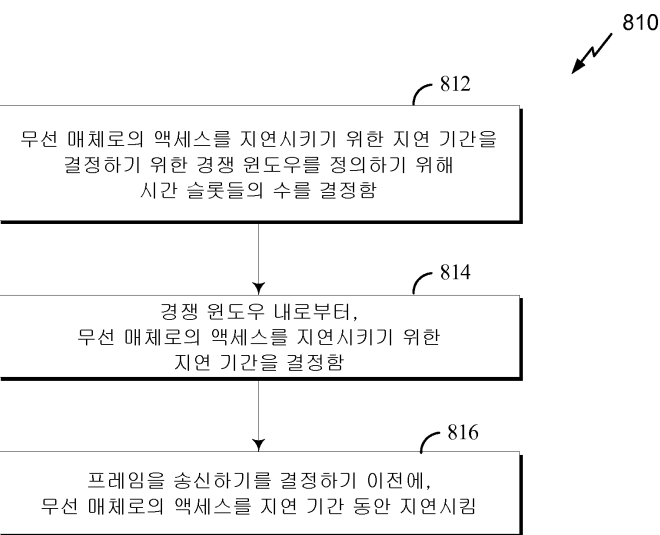 810
812
무선 매체로의 액세스를 지연시키기 위한 지연 기간을
결정하기 위한 경쟁 윈도우를 정의하기 위해
시간 슬롯들의 수를 결정함
814
경쟁 윈도우 내로부터,
무선 매체로의 액세스를 지연시키기 위한
지연 기간을 결정함
816
프레임을 송신하기를 결정하기 이전에,
무선 매체로의 액세스를 지연 기간 동안 지연시킴